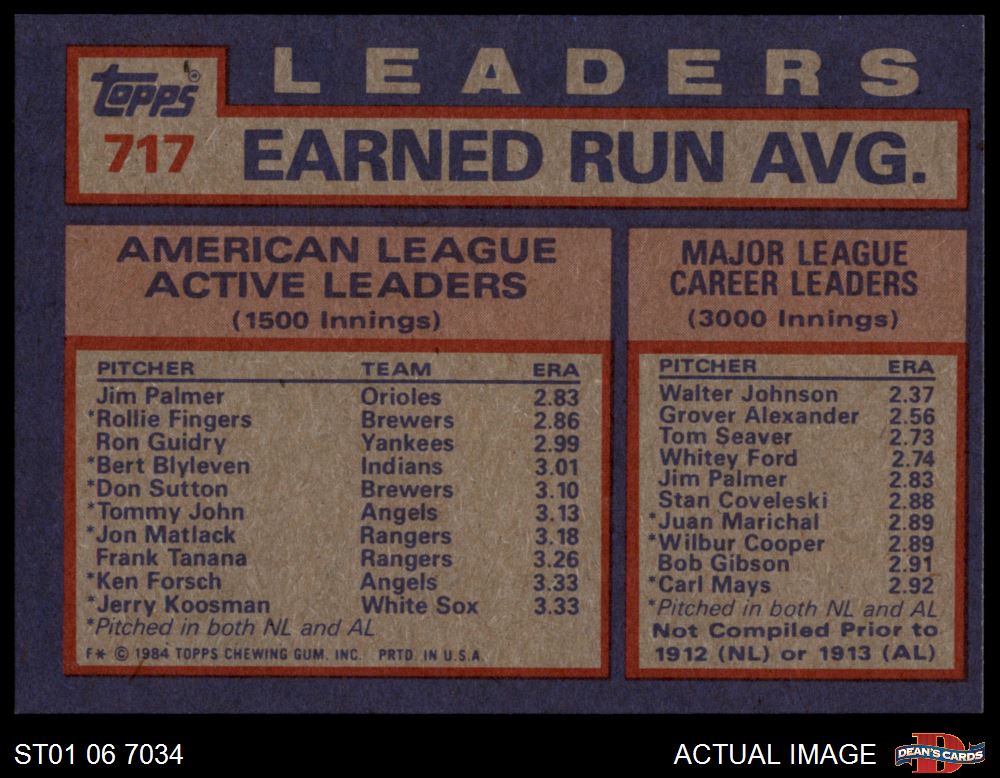 LEADERS
Topps®
717
EARNED RUN AVG.
AMERICAN LEAGUE
ACTIVE LEADERS
(1500 Innings)
PITCHER TEAM ERA
Jim Palmer Orioles 2.83
*Rollie Fingers Brewers 2.86
Ron Guidry Yankees 2.99
*Bert Blyleven Indians 3.01
*Don Sutton Brewers 3.10
*Tommy John Angels 3.13
*Jon Matlack Rangers 3.18
Frank Tanana Rangers 3.26
*Ken Forsch Angels 3.33
*Jerry Koosman White Sox 3.33
*Pitched in both NL and AL
F* © 1984 TOPPS CHEWING GUM, INC. PRTD. IN U.S.A.
MAJOR LEAGUE
CAREER LEADERS
(3000 Innings)
PITCHER ERA
Walter Johnson 2.37
Grover Alexander 2.56
Tom Seaver 2.73
Whitey Ford 2.74
Jim Palmer 2.83
Stan Coveleski 2.88
*Juan Marichal 2.89
*Wilbur Cooper 2.89
Bob Gibson 2.91
*Carl Mays 2.92
*Pitched in both NL and AL
Not Compiled Prior to
1912 (NL) or 1913 (AL)
ST01 06 7034
ACTUAL IMAGE
DEAN'S CARDS